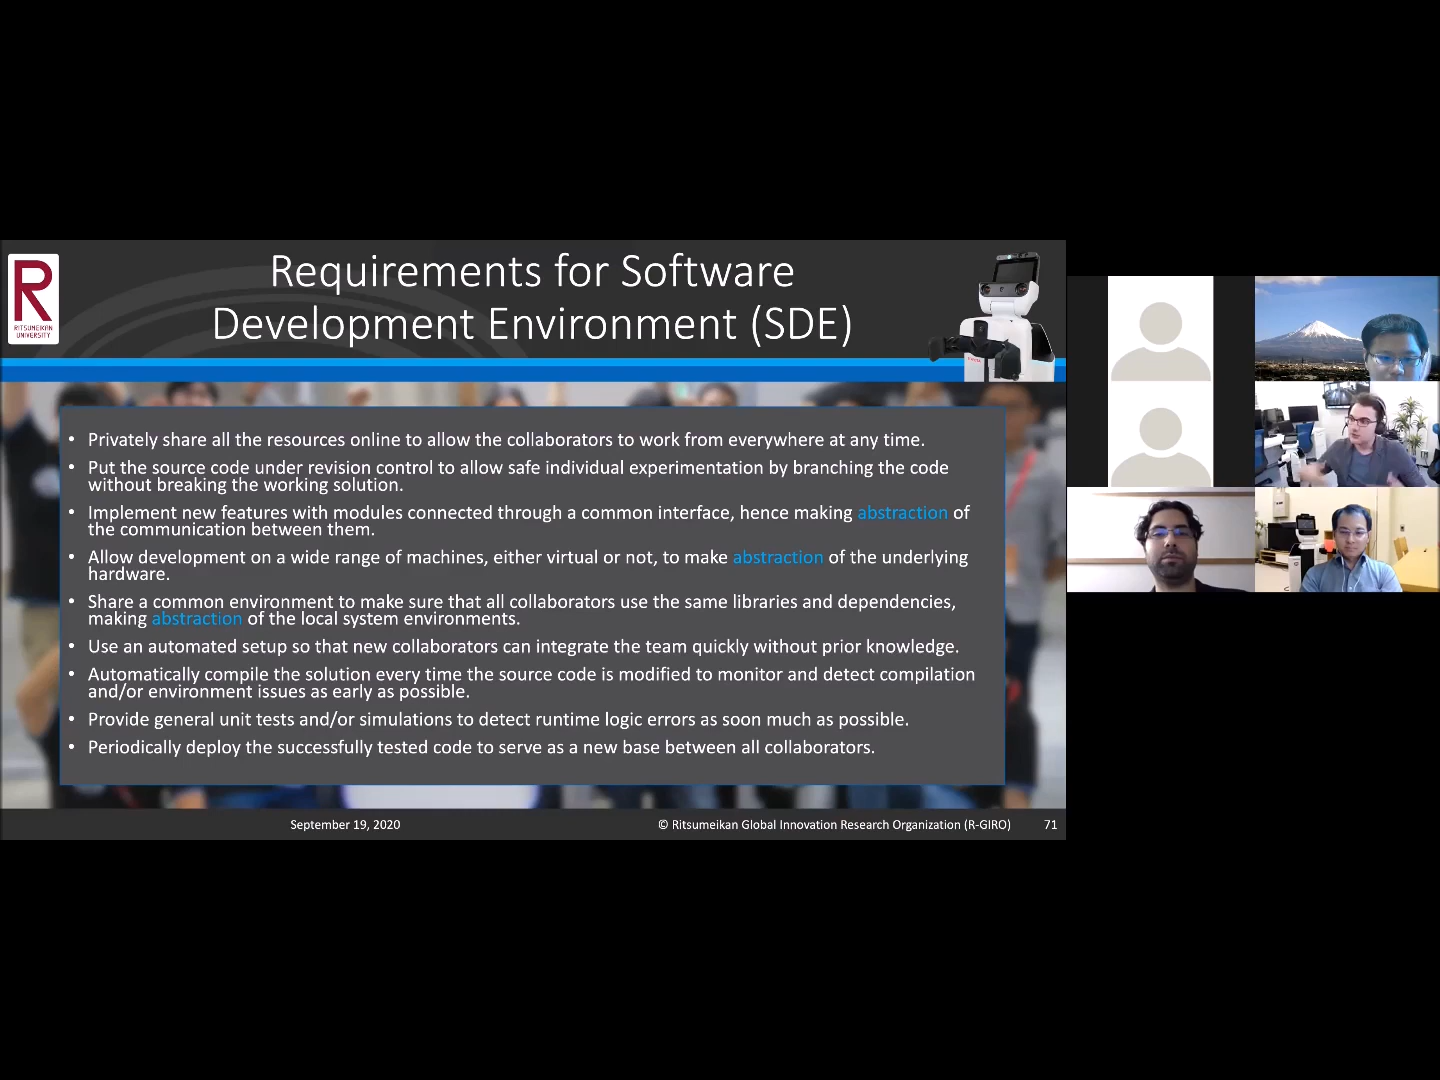 Requirements for Software
Development Environment (SDE)
RITSUMEIKAN
UNIVERSITY
• Privately share all the resources online to allow the collaborators to work from everywhere at any time.
• Put the source code under revision control to allow safe individual experimentation by branching the code
without breaking the working solution.
• Implement new features with modules connected through a common interface, hence making abstraction of
the communication between them.
• Allow development on a wide range of machines, either virtual or not, to make abstraction of the underlying
hardware.
• Share a common environment to make sure that all collaborators use the same libraries and dependencies,
making abstraction of the local system environments.
• Use an automated setup so that new collaborators can integrate the team quickly without prior knowledge.
• Automatically compile the solution every time the source code is modified to monitor and detect compilation
and/or environment issues as early as possible.
• Provide general unit tests and/or simulations to detect runtime logic errors as soon much as possible.
• Periodically deploy the successfully tested code to serve as a new base between all collaborators.
September 19, 2020
© Ritsumeikan Global Innovation Research Organization (R-GIRO)
71